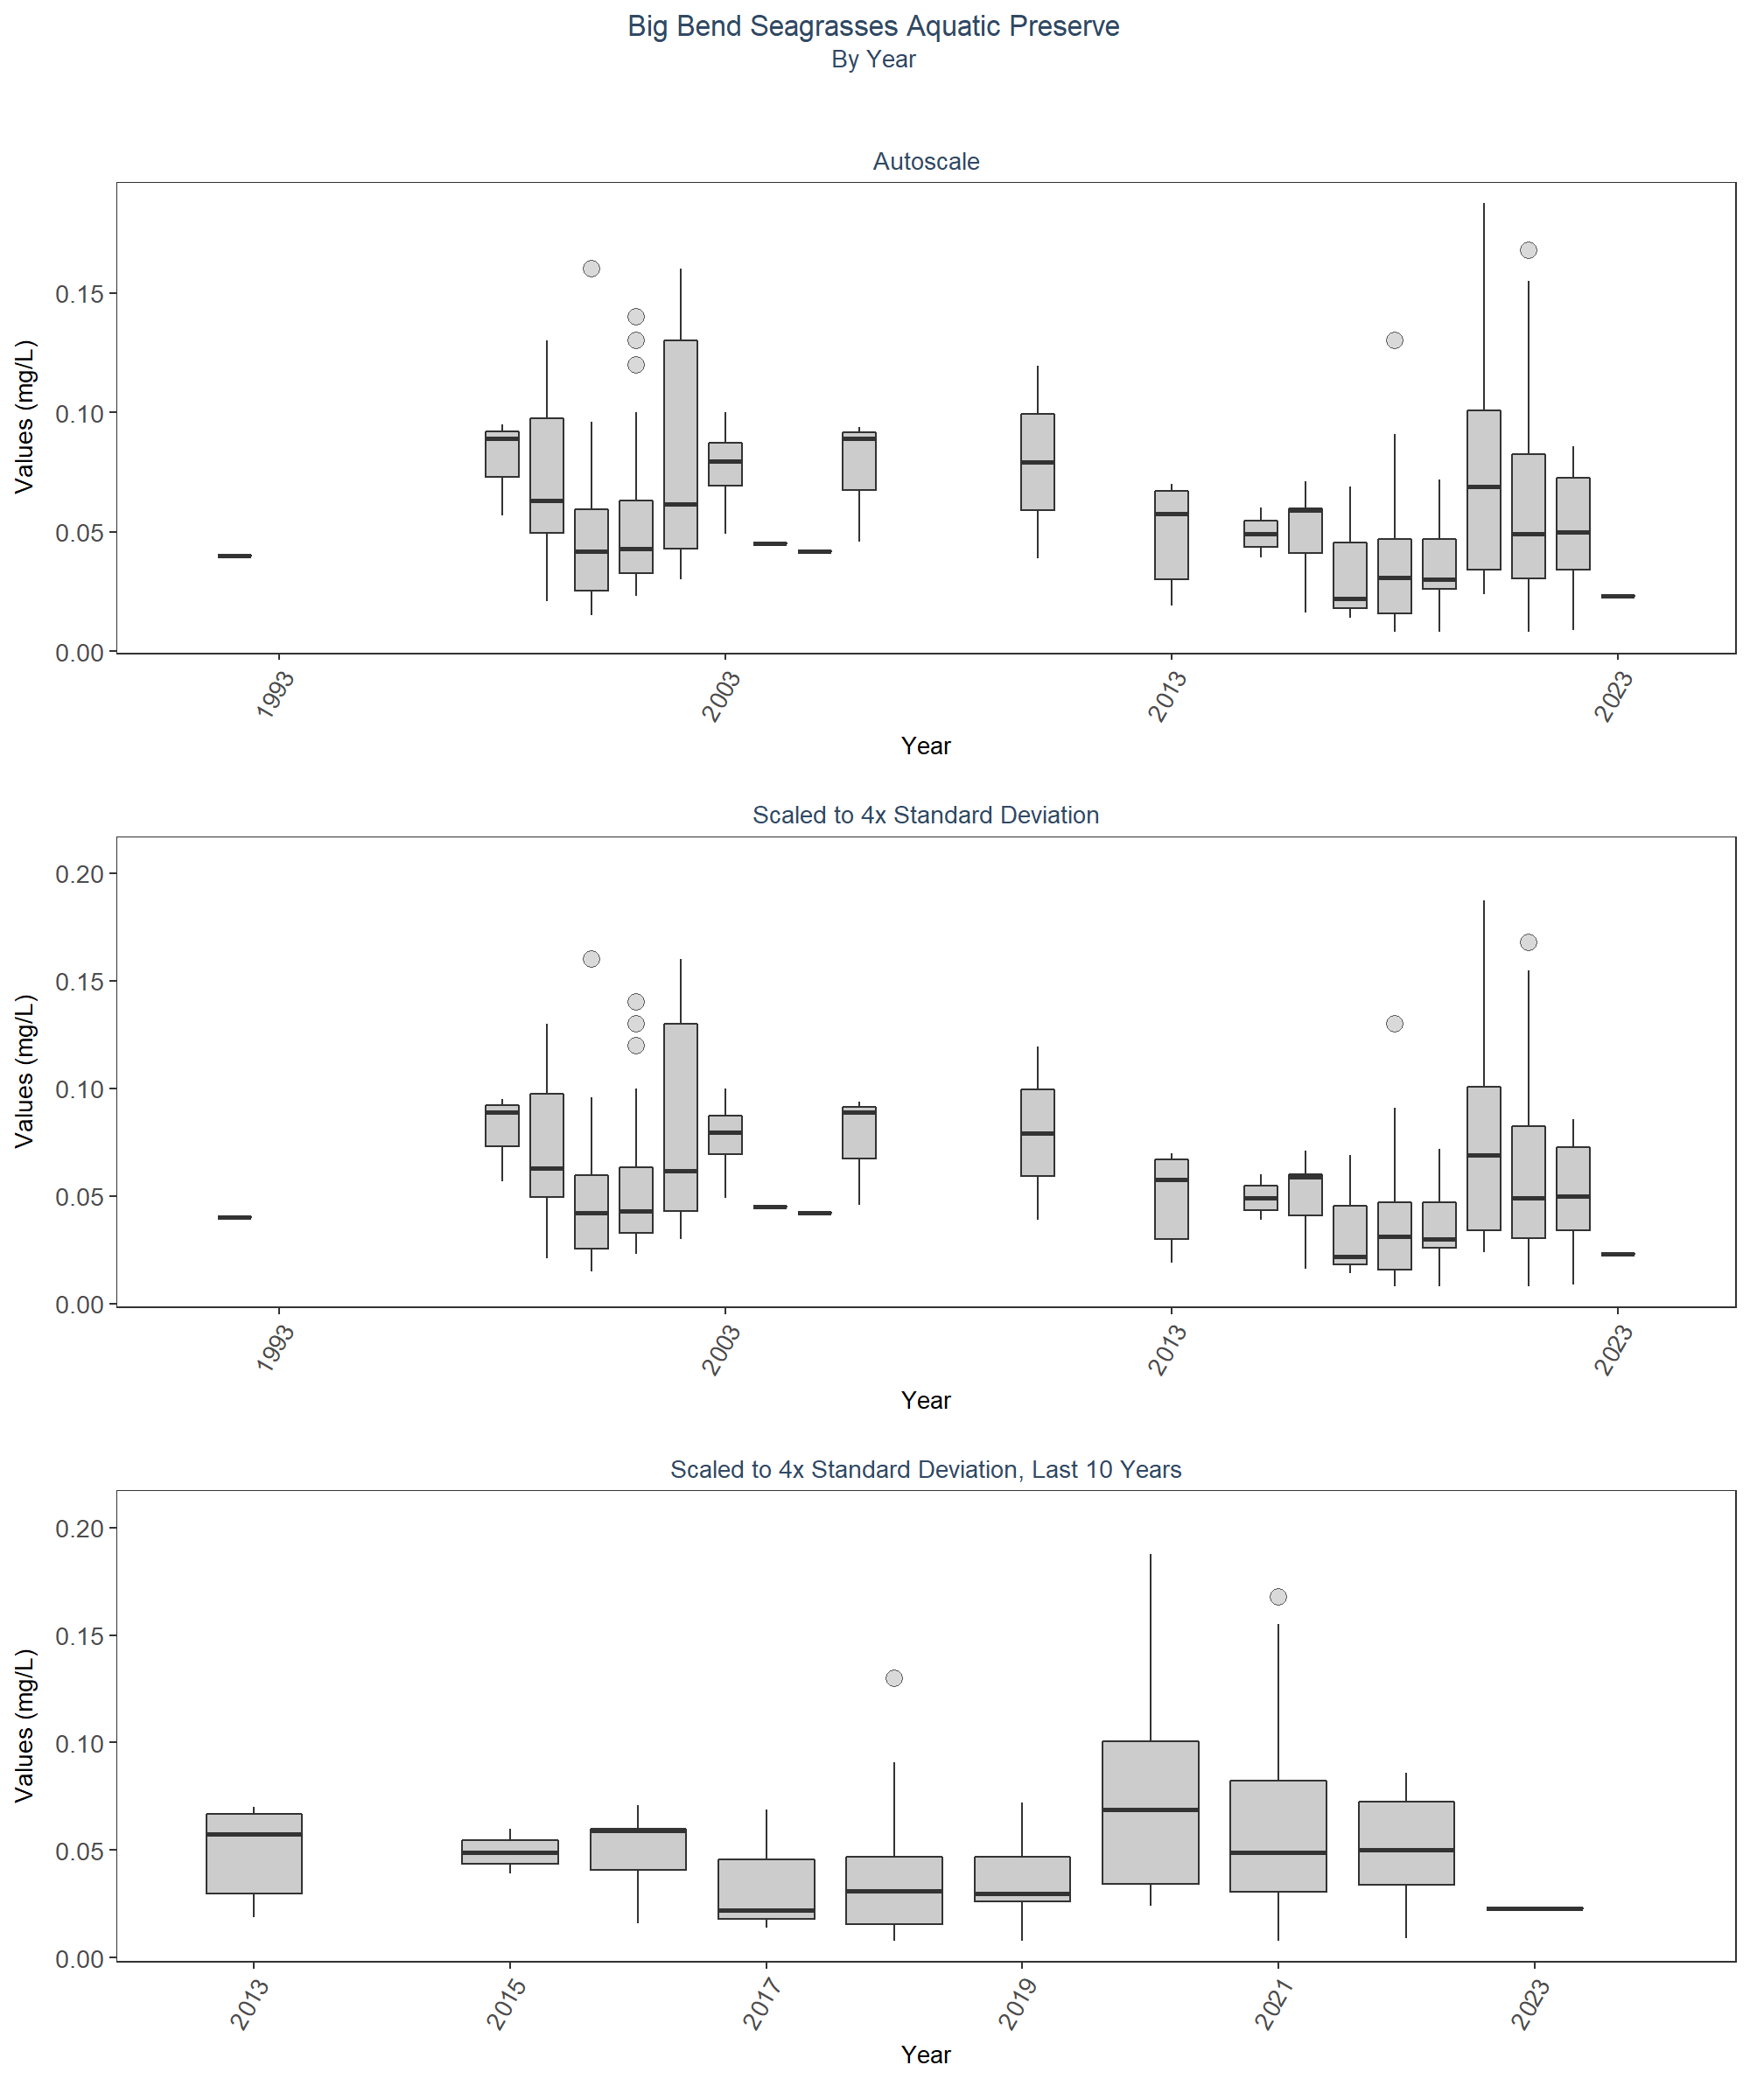 Big Bend Seagrasses Aquatic Preserve
By Year
Autoscale
Values (mg/L)
0.15
0.10
0.05
0.00
1993
2003
2013
2023
Year
Scaled to 4x Standard Deviation
Values (mg/L)
0.20
0.15
0.10
0.05
0.00
1993
2003
2013
2023
Year
Scaled to 4x Standard Deviation, Last 10 Years
Values (mg/L)
0.20
0.15
0.10
0.05
0.00
2013
2015
2017
2019
2021
2023
Year